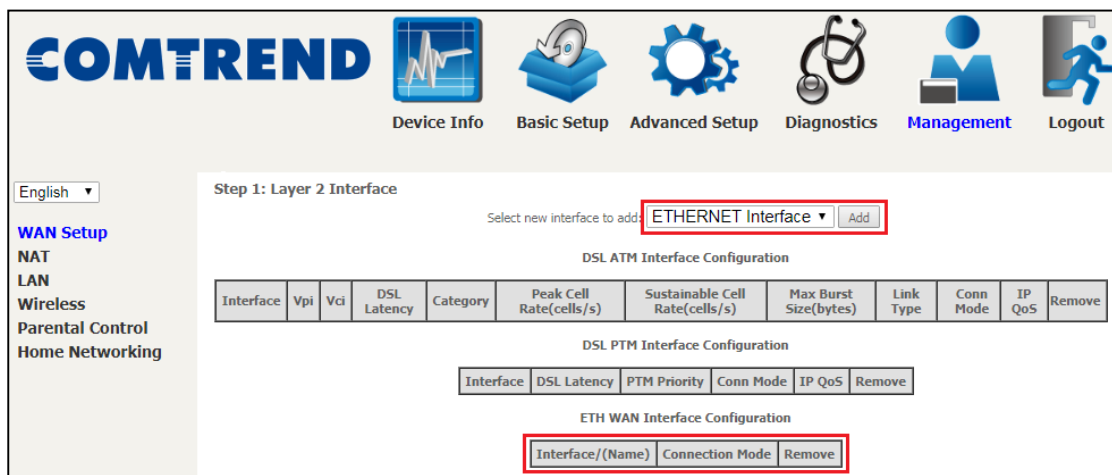 COMTREND
Device Info Basic Setup Advanced Setup Diagnostics Management Logout
English
WAN Setup
NAT
LAN
Wireless
Parental Control
Home Networking
Step 1: Layer 2 Interface
Select new interface to add: ETHERNET Interface Add
DSL ATM Interface Configuration
Interface Vpi Vci DSL Latency Category Peak Cell Rate(cells/s) Sustainable Cell Rate(cells/s) Max Burst Size(bytes) Link Type Conn Mode IP QoS Remove
DSL PTM Interface Configuration
Interface DSL Latency PTM Priority Conn Mode IP QoS Remove
ETH WAN Interface Configuration
Interface/(Name) Connection Mode Remove